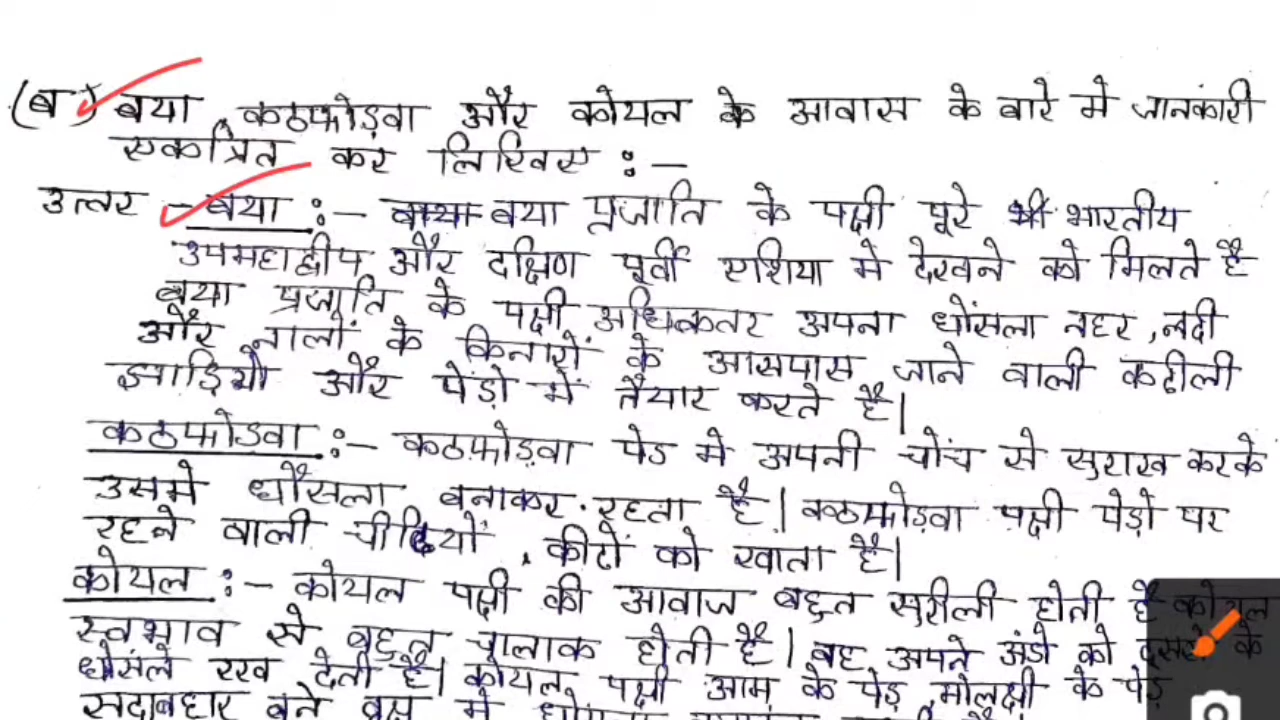 (ब) बया, कठफोड़वा और कोयल के आवास के बारे मे जानकारी
एकत्रित कर लिखिए :-
उत्तर - बया :- बया प्रजाति के पक्षी पूरे भारतीय
उपमहाद्वीप और दक्षिण पूर्वी एशिया मे देखने को मिलते है
बया प्रजाति के पक्षी अधिकतर अपना घोंसला नहर, नदी
और नालों के किनारों के आसपास जाने वाली कटीली
झाड़ियो और पेंड़ो में तैयार करते है।
कठफोडवा :- कठफोड़वा पेड मे अपनी चोंच से सुराख करके
उसमे घोंसला बनाकर रहता है। कठफोड़वा पक्षी पेड़ो पर
रहने वाली चीटियों, कीटों को खाता है।
कोयल :- कोयल पक्षी की आवाज बहुत सुरीली होती है कोयल
स्वभाव से बहुत चालाक होती है। वह अपने अंडो को दूसरो के
घोसंले रख देती है। कोयल पक्षी आम के पेड़, मोलश्री के पेड़
सदाबहार बने वृक्ष मे